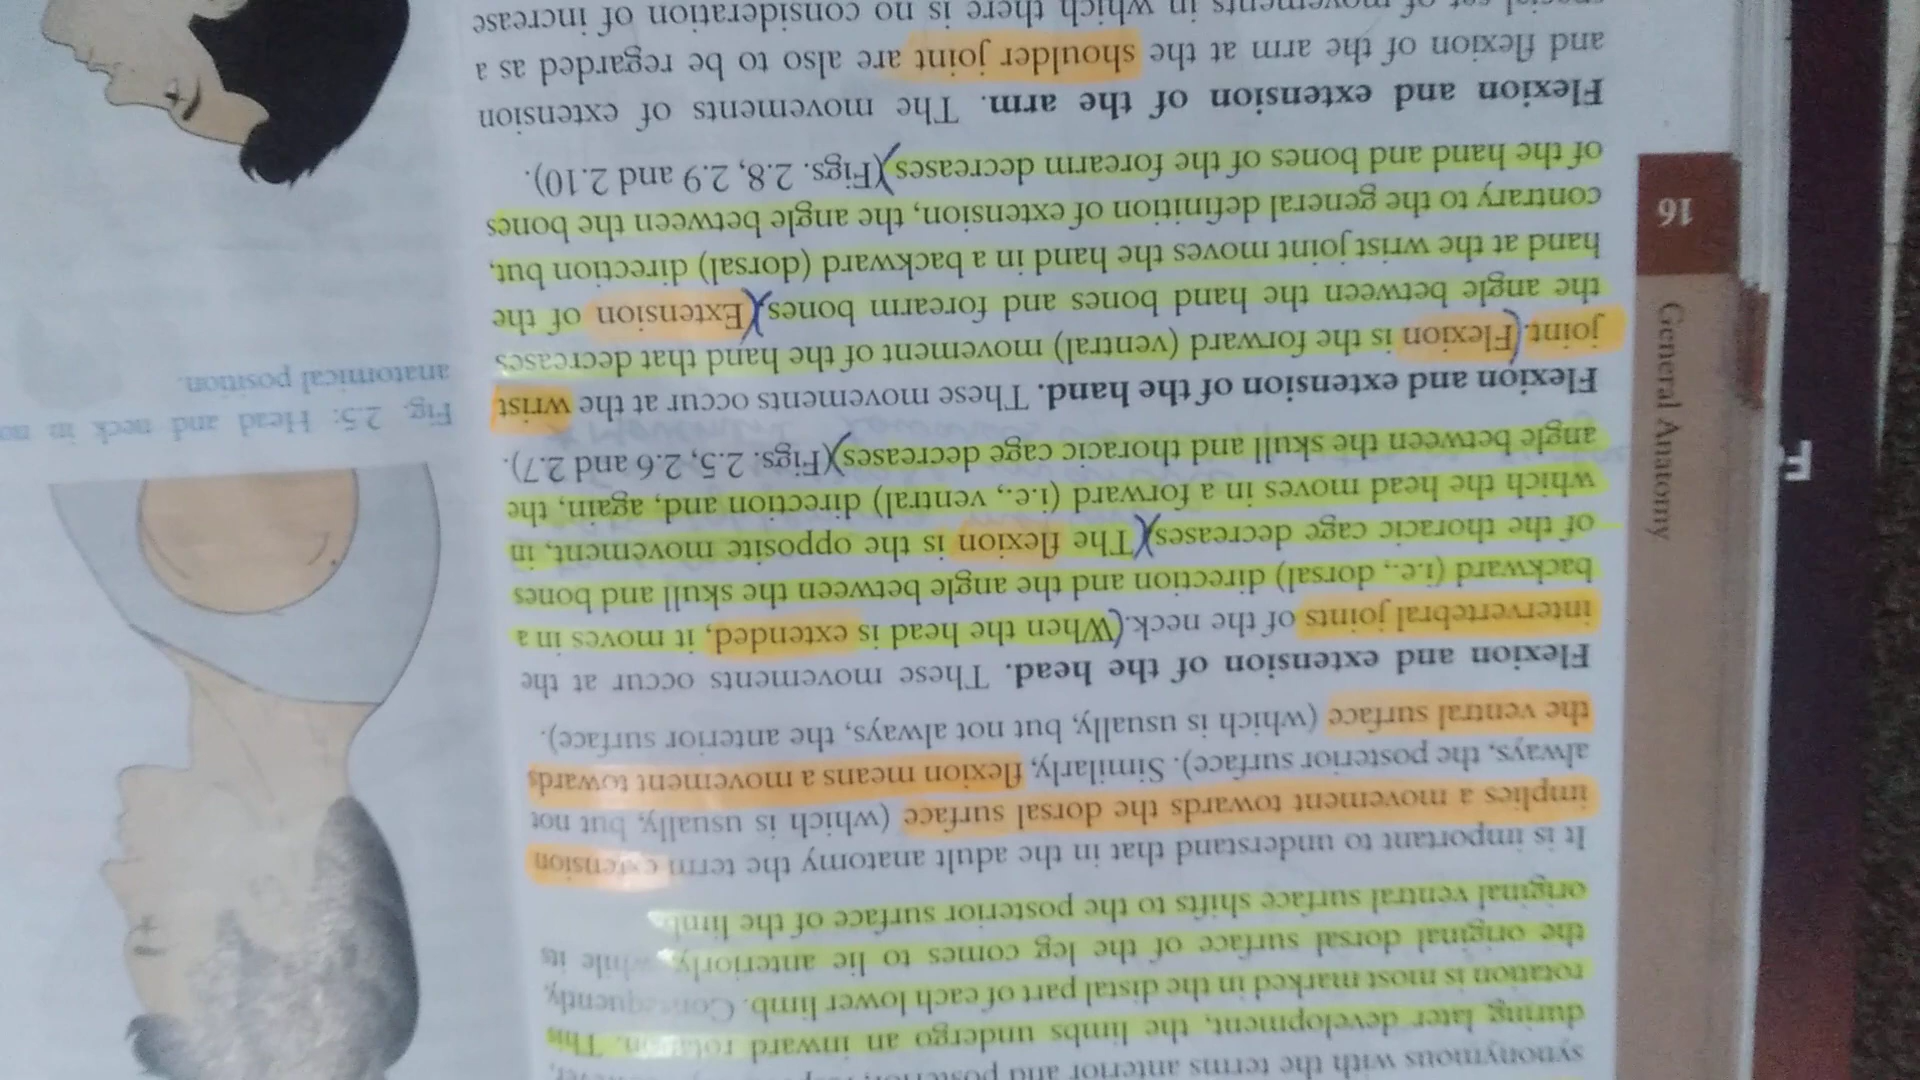 synonymous with the terms anterior and
during later development, the limbs undergo an inward rotation. This
rotation is most marked in the distal part of each lower limb. Consequently,
the original dorsal surface of the leg comes to lie anteriorly, while its
original ventral surface shifts to the posterior surface of the limb.
It is important to understand that in the adult anatomy the term extension
implies a movement towards the dorsal surface (which is usually, but not
always, the posterior surface). Similarly, flexion means a movement towards
the ventral surface (which is usually, but not always, the anterior surface).
Flexion and extension of the head. These movements occur at the
intervertebral joints of the neck. When the head is extended, it moves in a
backward (i.e., dorsal) direction and the angle between the skull and bones
of the thoracic cage decreases. The flexion is the opposite movement, in
which the head moves in a forward (i.e., ventral) direction and, again, the
angle between the skull and thoracic cage decreases (Figs. 2.5, 2.6 and 2.7).
Flexion and extension of the hand. These movements occur at the wrist
joint. Flexion is the forward (ventral) movement of the hand that decreases
the angle between the hand bones and forearm bones. Extension of the
hand at the wrist joint moves the hand in a backward (dorsal) direction but,
contrary to the general definition of extension, the angle between the bones
of the hand and bones of the forearm decreases (Figs. 2.8, 2.9 and 2.10).
Flexion and extension of the arm. The movements of extension
and flexion of the arm at the shoulder joint are also to be regarded as a
special set of movements in which there is no consideration of increase
Fig. 2.5: Head and neck in
anatomical position.
General Anatomy
16
F